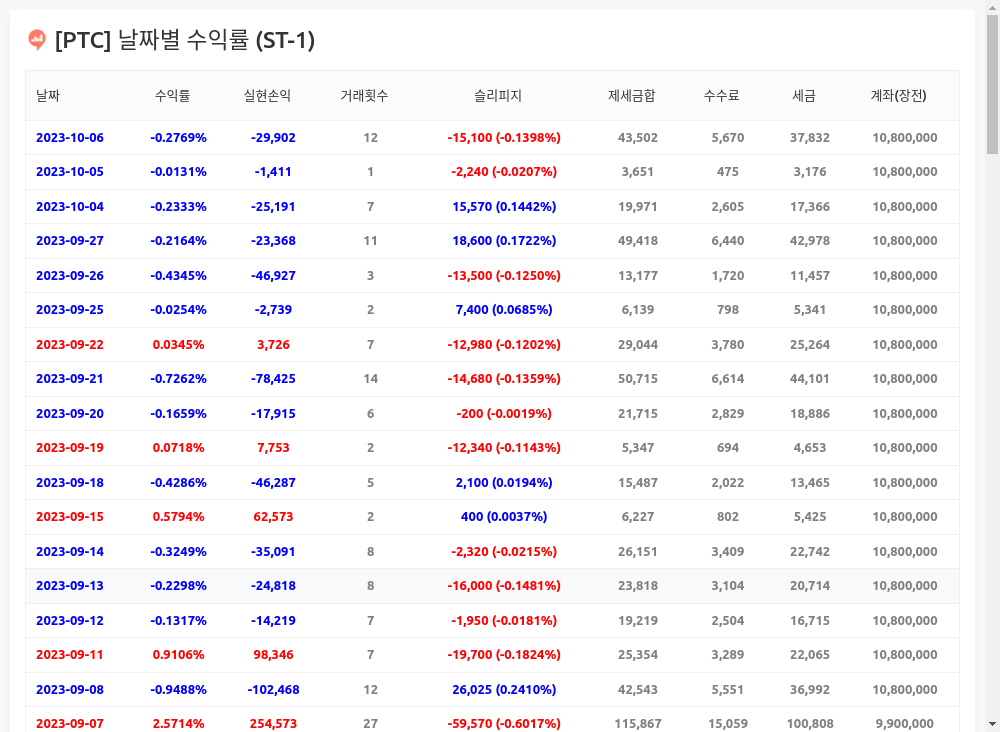 [PTC] 날짜별 수익률 (ST-1)
날짜 수익률 실현손익 거래횟수 슬리피지 제세금합 수수료 세금 계좌(장전)
2023-10-06 -0.2769% -29,902 12 -15,100 (-0.1398%) 43,502 5,670 37,832 10,800,000
2023-10-05 -0.0131% -1,411 1 -2,240 (-0.0207%) 3,651 475 3,176 10,800,000
2023-10-04 -0.2333% -25,191 7 15,570 (0.1442%) 19,971 2,605 17,366 10,800,000
2023-09-27 -0.2164% -23,368 11 18,600 (0.1722%) 49,418 6,440 42,978 10,800,000
2023-09-26 -0.4345% -46,927 3 -13,500 (-0.1250%) 13,177 1,720 11,457 10,800,000
2023-09-25 -0.0254% -2,739 2 7,400 (0.0685%) 6,139 798 5,341 10,800,000
2023-09-22 0.0345% 3,726 7 -12,980 (-0.1202%) 29,044 3,780 25,264 10,800,000
2023-09-21 -0.7262% -78,425 14 -14,680 (-0.1359%) 50,715 6,614 44,101 10,800,000
2023-09-20 -0.1659% -17,915 6 -200 (-0.0019%) 21,715 2,829 18,886 10,800,000
2023-09-19 0.0718% 7,753 2 -12,340 (-0.1143%) 5,347 694 4,653 10,800,000
2023-09-18 -0.4286% -46,287 5 2,100 (0.0194%) 15,487 2,022 13,465 10,800,000
2023-09-15 0.5794% 62,573 2 400 (0.0037%) 6,227 802 5,425 10,800,000
2023-09-14 -0.3249% -35,091 8 -2,320 (-0.0215%) 26,151 3,409 22,742 10,800,000
2023-09-13 -0.2298% -24,818 8 -16,000 (-0.1481%) 23,818 3,104 20,714 10,800,000
2023-09-12 -0.1317% -14,219 7 -1,950 (-0.0181%) 19,219 2,504 16,715 10,800,000
2023-09-11 0.9106% 98,346 7 -19,700 (-0.1824%) 25,354 3,289 22,065 10,800,000
2023-09-08 -0.9488% -102,468 12 26,025 (0.2410%) 42,543 5,551 36,992 10,800,000
2023-09-07 2.5714% 254,573 27 -59,570 (-0.6017%) 115,867 15,059 100,808 9,900,000